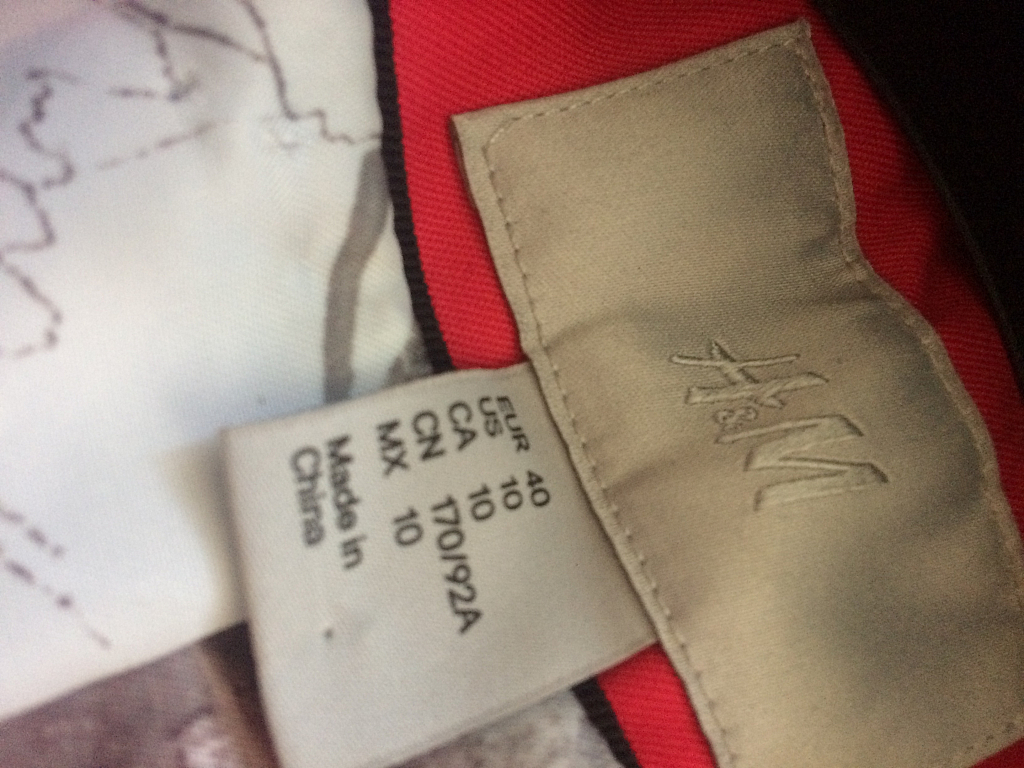 H&M
EUR 40
US 10
CA 10
CN 170/92A
MX 10
Made in
China